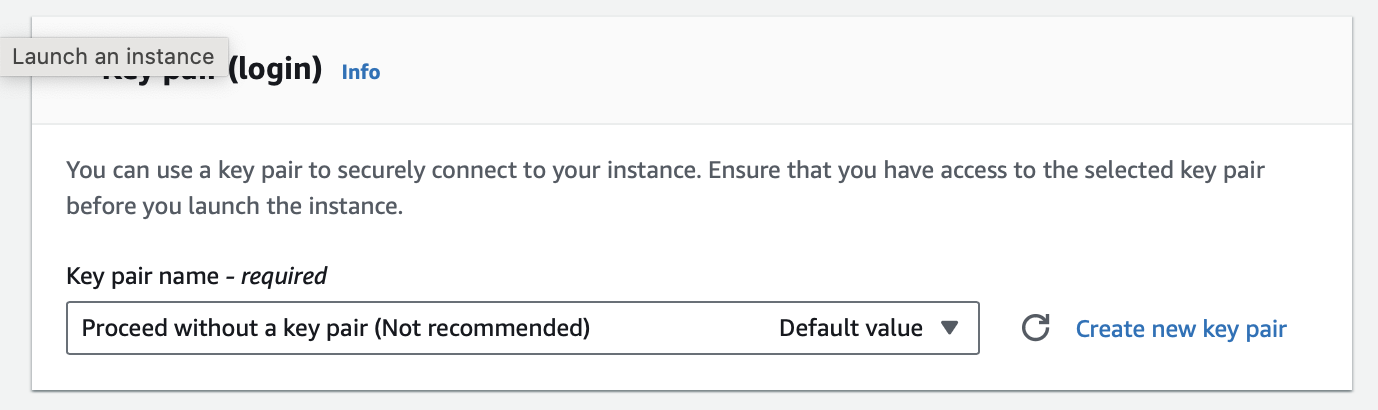 Launch an instance
(login) Info
You can use a key pair to securely connect to your instance. Ensure that you have access to the selected key pair
before you launch the instance.
Key pair name - required
Proceed without a key pair (Not recommended) Default value
Create new key pair